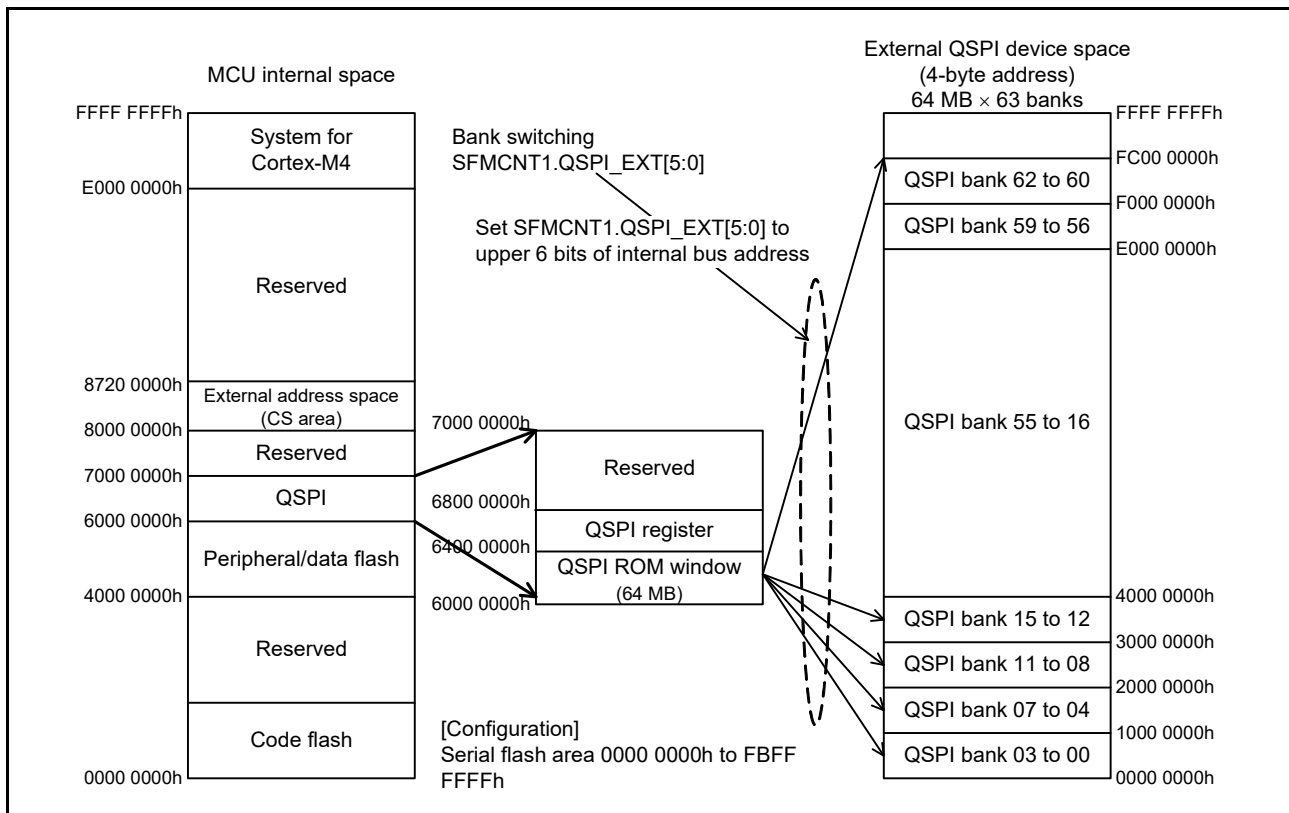 MCU internal space
FFFF FFFFh
System for
Cortex-M4
E000 0000h
Reserved
8720 0000h
External address space
(CS area)
8000 0000h
Reserved
7000 0000h
QSPI
6000 0000h
Peripheral/data flash
4000 0000h
Reserved
Code flash
0000 0000h
Bank switching
SFMCNT1.QSPI_EXT[5:0]
Set SFMCNT1.QSPI_EXT[5:0] to
upper 6 bits of internal bus address
7000 0000h
Reserved
6800 0000h
QSPI register
6400 0000h
QSPI ROM window
(64 MB)
6000 0000h
[Configuration]
Serial flash area 0000 0000h to FBFF
FFFFh
External QSPI device space
(4-byte address)
64 MB × 63 banks
FFFF FFFFh
FC00 0000h
QSPI bank 62 to 60
F000 0000h
QSPI bank 59 to 56
E000 0000h
QSPI bank 55 to 16
4000 0000h
QSPI bank 15 to 12
3000 0000h
QSPI bank 11 to 08
2000 0000h
QSPI bank 07 to 04
1000 0000h
QSPI bank 03 to 00
0000 0000h